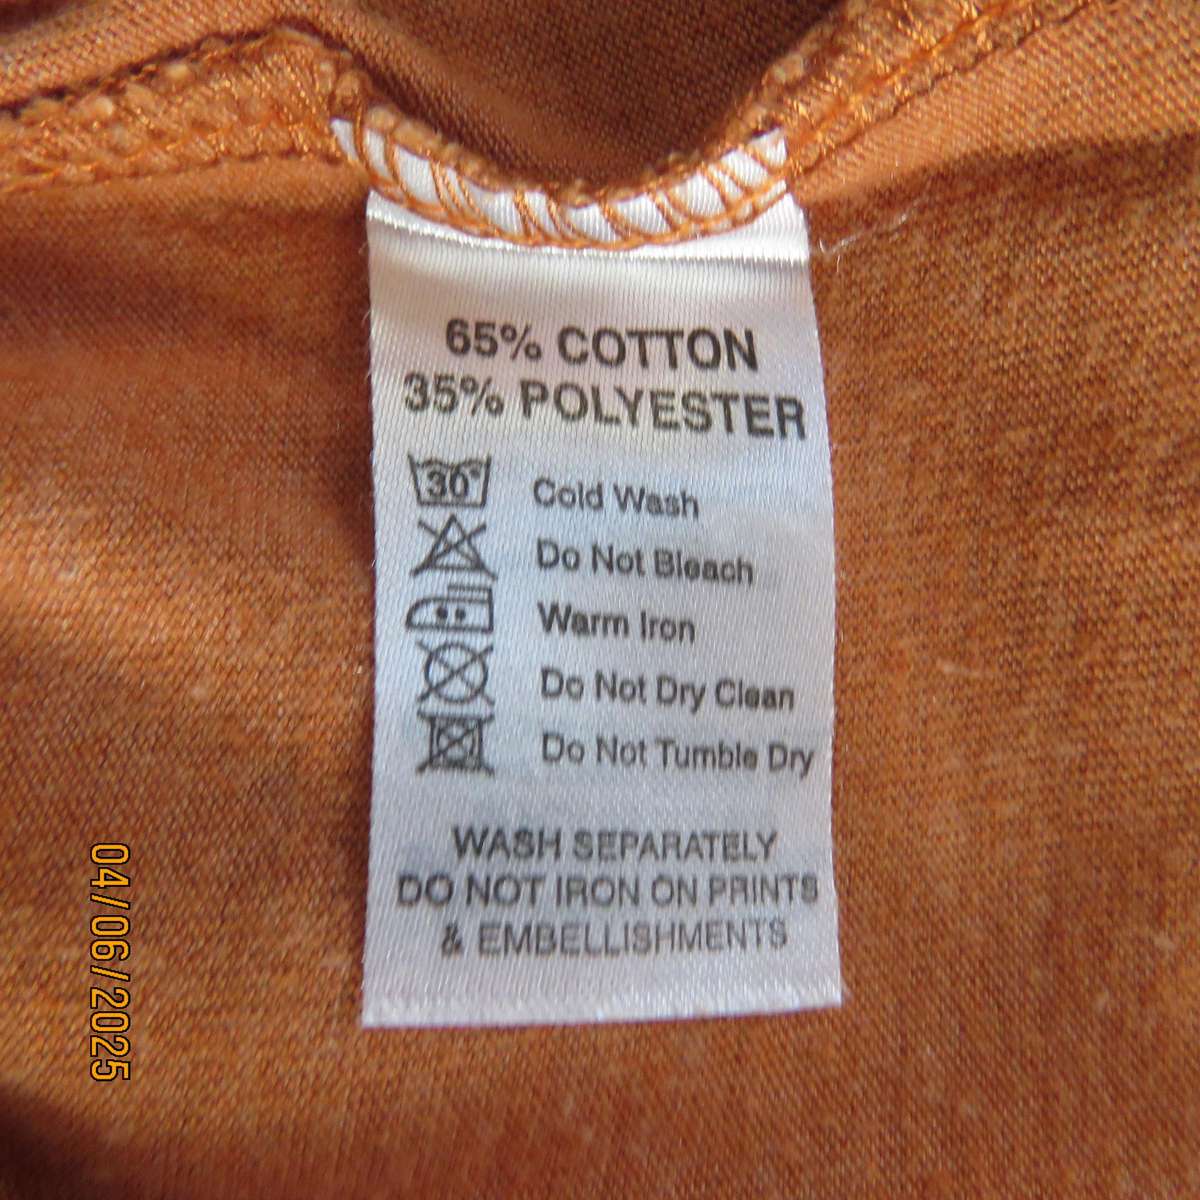 65% COTTON
35% POLYESTER
30° Cold Wash
Do Not Bleach
Warm Iron
Do Not Dry Clean
Do Not Tumble Dry
WASH SEPARATELY
DO NOT IRON ON PRINTS
& EMBELLISHMENTS
04/06/2025